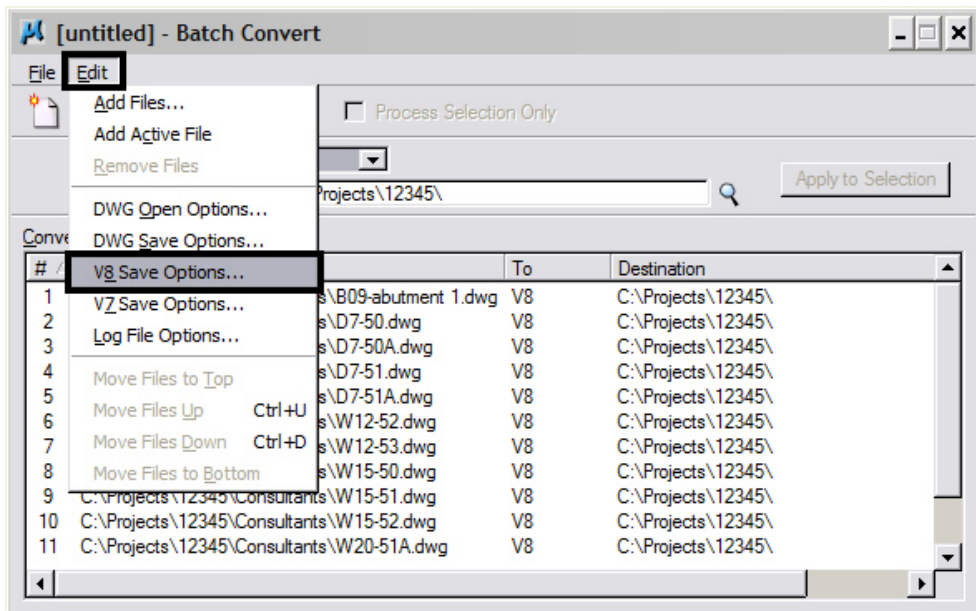 [untitled] - Batch Convert
File Edit
Process Selection Only
Add Files...
Add Active File
Remove Files
DWG Open Options...
DWG Save Options...
V8 Save Options...
V7 Save Options...
Log File Options...
Move Files to Top
Move Files Up Ctrl+U
Move Files Down Ctrl+D
Move Files to Bottom
Projects\12345\
Apply to Selection
Conve
# To Destination
1 s\B09-abutment 1.dwg V8 C:\Projects\12345\
2 s\D7-50.dwg V8 C:\Projects\12345\
3 s\D7-50A.dwg V8 C:\Projects\12345\
4 s\D7-51.dwg V8 C:\Projects\12345\
5 s\D7-51A.dwg V8 C:\Projects\12345\
6 s\W12-52.dwg V8 C:\Projects\12345\
7 s\W12-53.dwg V8 C:\Projects\12345\
8 s\W15-50.dwg V8 C:\Projects\12345\
9 C:\Projects\12345\Consultants\W15-51.dwg V8 C:\Projects\12345\
10 C:\Projects\12345\Consultants\W15-52.dwg V8 C:\Projects\12345\
11 C:\Projects\12345\Consultants\W20-51A.dwg V8 C:\Projects\12345\